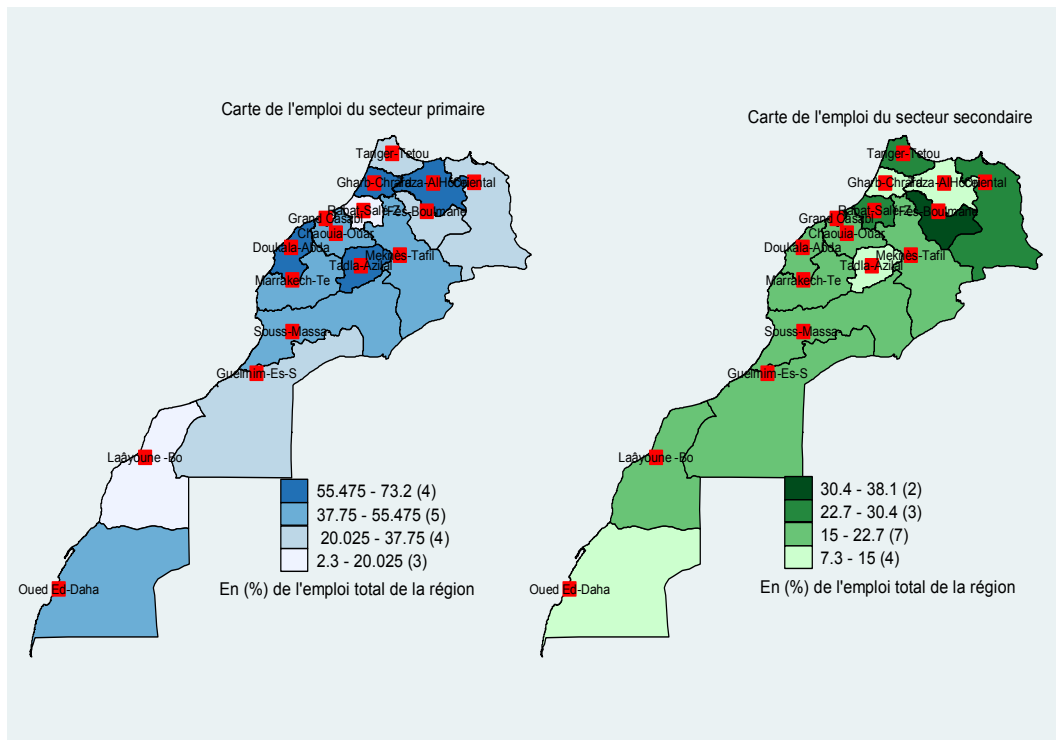 Carte de l'emploi du secteur primaire
Tanger-Tetou
Gharb-Chrard
Taza-AlHoce
Oriental
Rabat-Salé-Z
Fès-Boulmane
Grand Casabl
Chaouia-Ouar
Doukala-Abda
Meknès-Tafil
Tadla-Azilal
Marrakech-Te
Souss-Massa
Guelmim-Es-S
Laâyoune -Bo
Oued Ed-Daha
55.475 - 73.2 (4)
37.75 - 55.475 (5)
20.025 - 37.75 (4)
2.3 - 20.025 (3)
En (%) de l'emploi total de la région
Carte de l'emploi du secteur secondaire
Tanger-Tetou
Gharb-Chrard
Taza-AlHoce
Oriental
Rabat-Salé-Z
Fès-Boulmane
Grand Casabl
Chaouia-Ouar
Doukala-Abda
Meknès-Tafil
Tadla-Azilal
Marrakech-Te
Souss-Massa
Guelmim-Es-S
Laâyoune -Bo
Oued Ed-Daha
30.4 - 38.1 (2)
22.7 - 30.4 (3)
15 - 22.7 (7)
7.3 - 15 (4)
En (%) de l'emploi total de la région